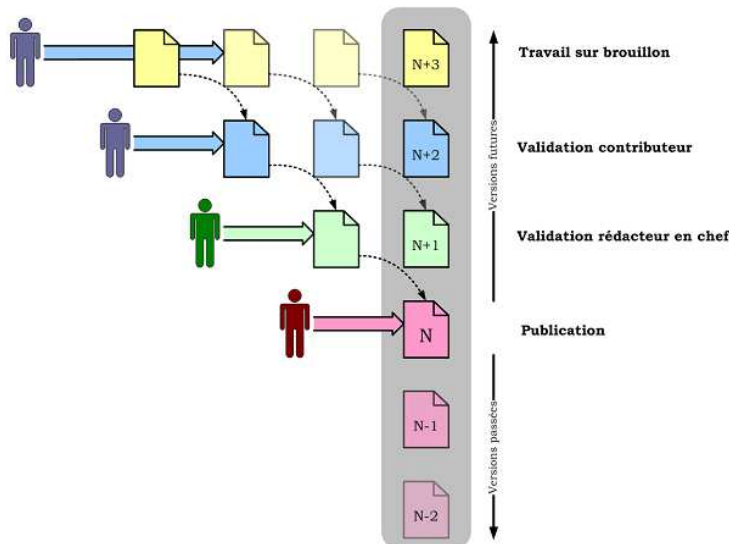 N+3
Travail sur brouillon
N+2
Validation contributeur
Versions futures
N+1
Validation rédacteur en chef
N
Publication
N-1
Versions passées
N-2